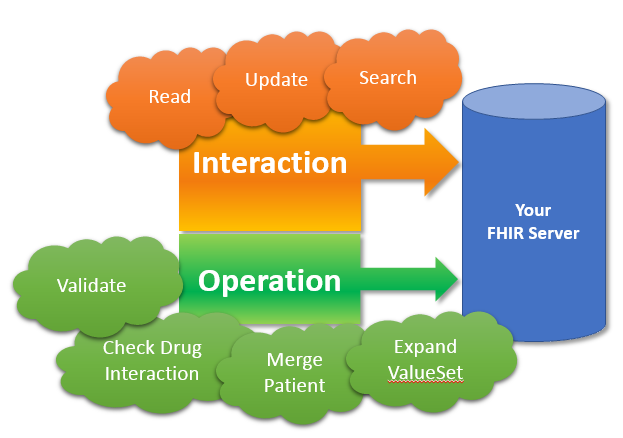 Read
Update
Search
Interaction
Your
FHIR Server
Operation
Validate
Check Drug
Interaction
Merge
Patient
Expand
ValueSet